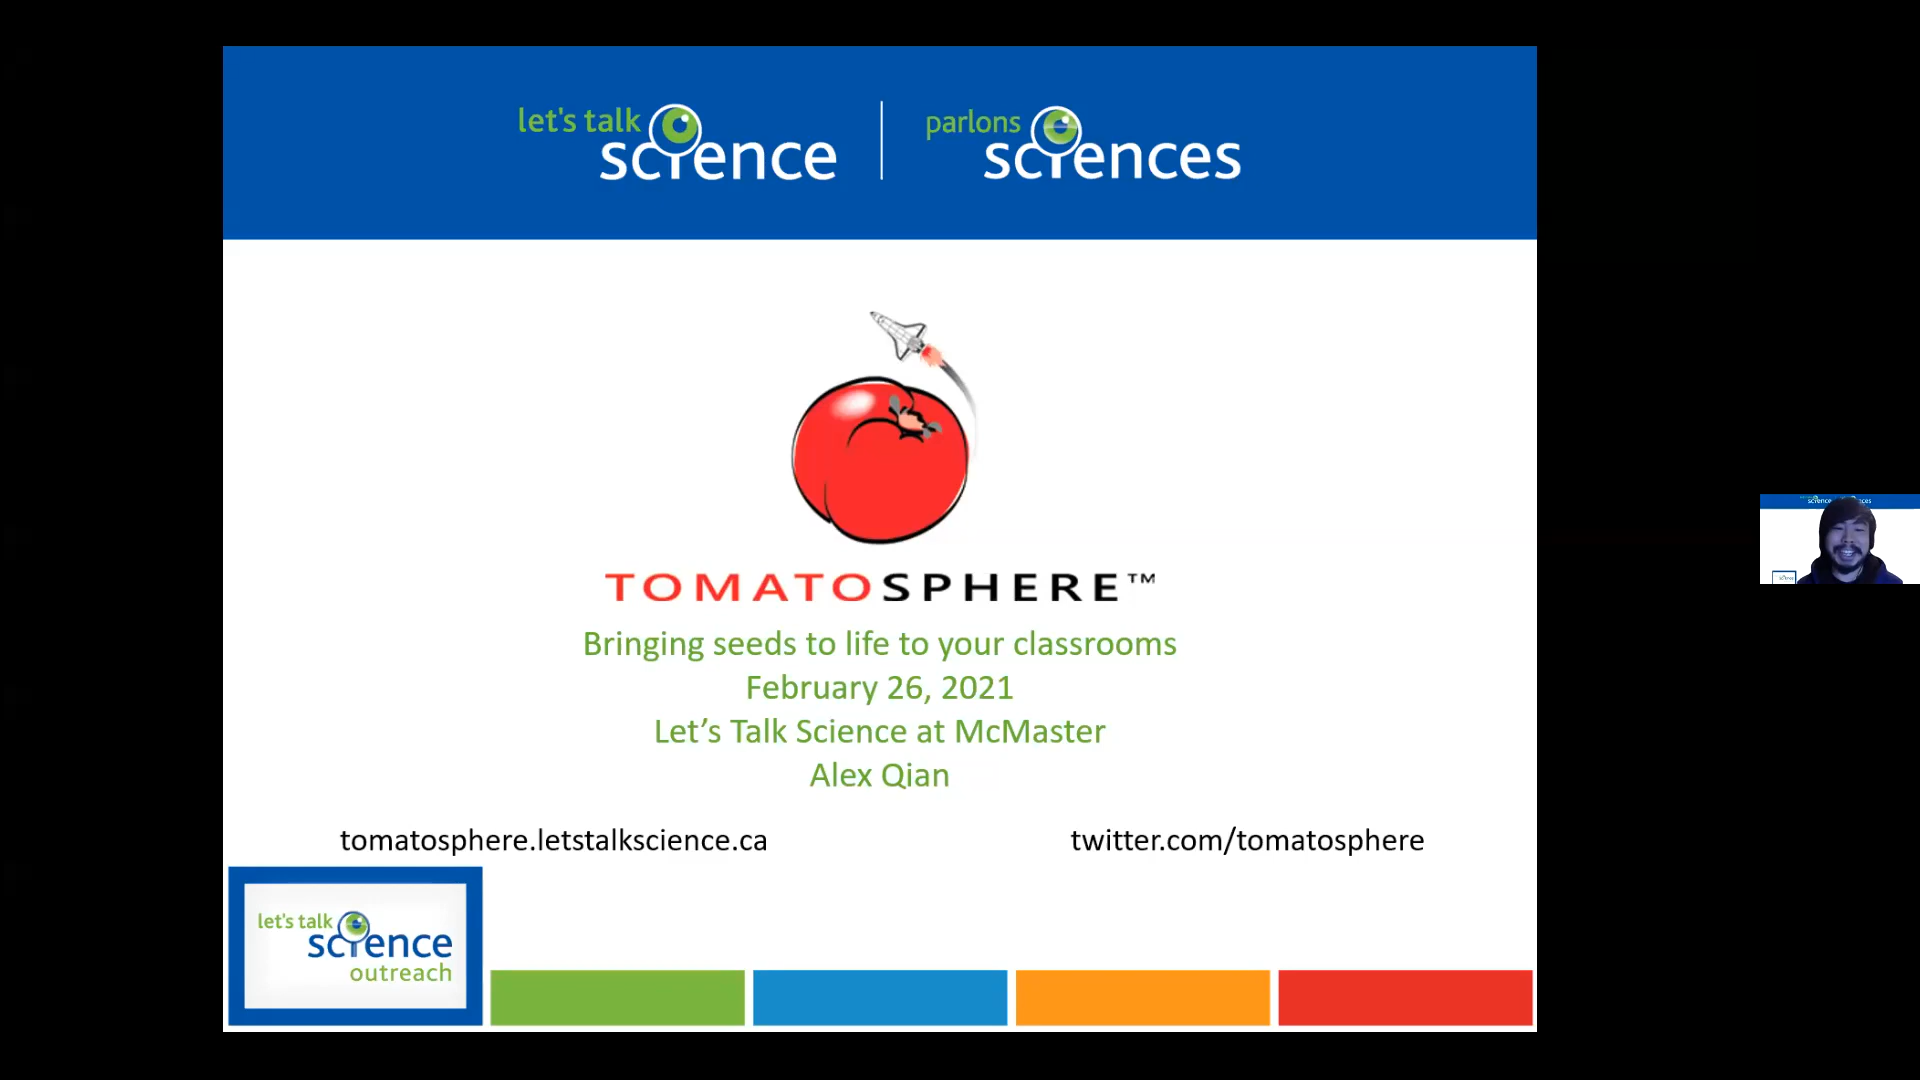 let's talk
science
parlons
sciences
TOMATOSPHERE™
Bringing seeds to life to your classrooms
February 26, 2021
Let’s Talk Science at McMaster
Alex Qian
tomatosphere.letstalkscience.ca
twitter.com/tomatosphere
let's talk
science
outreach